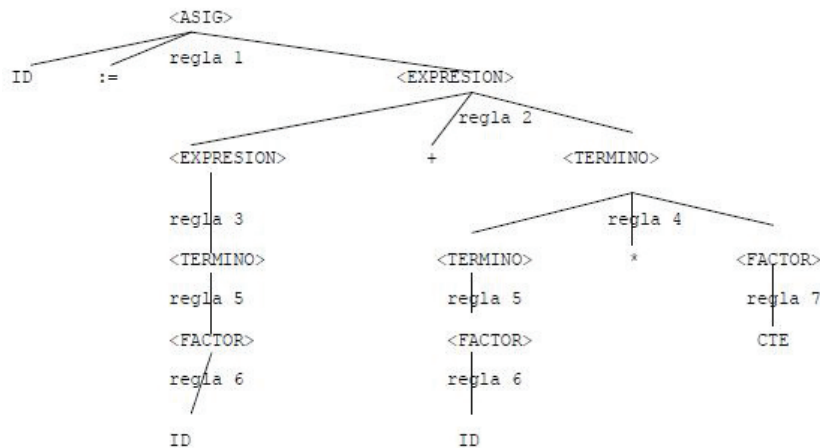 <ASIG>
regla 1
ID := <EXPRESION>
regla 2
<EXPRESION> + <TERMINO>
regla 3 regla 4
<TERMINO> <TERMINO> * <FACTOR>
regla 5 regla 5 regla 7
<FACTOR> <FACTOR> CTE
regla 6 regla 6
ID ID